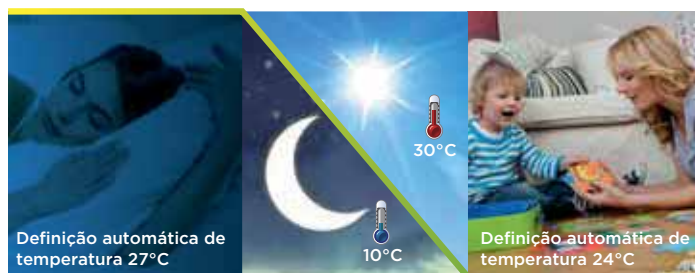 Definição automática de
temperatura 27°C
30°C
10°C
Definição automática de
temperatura 24°C